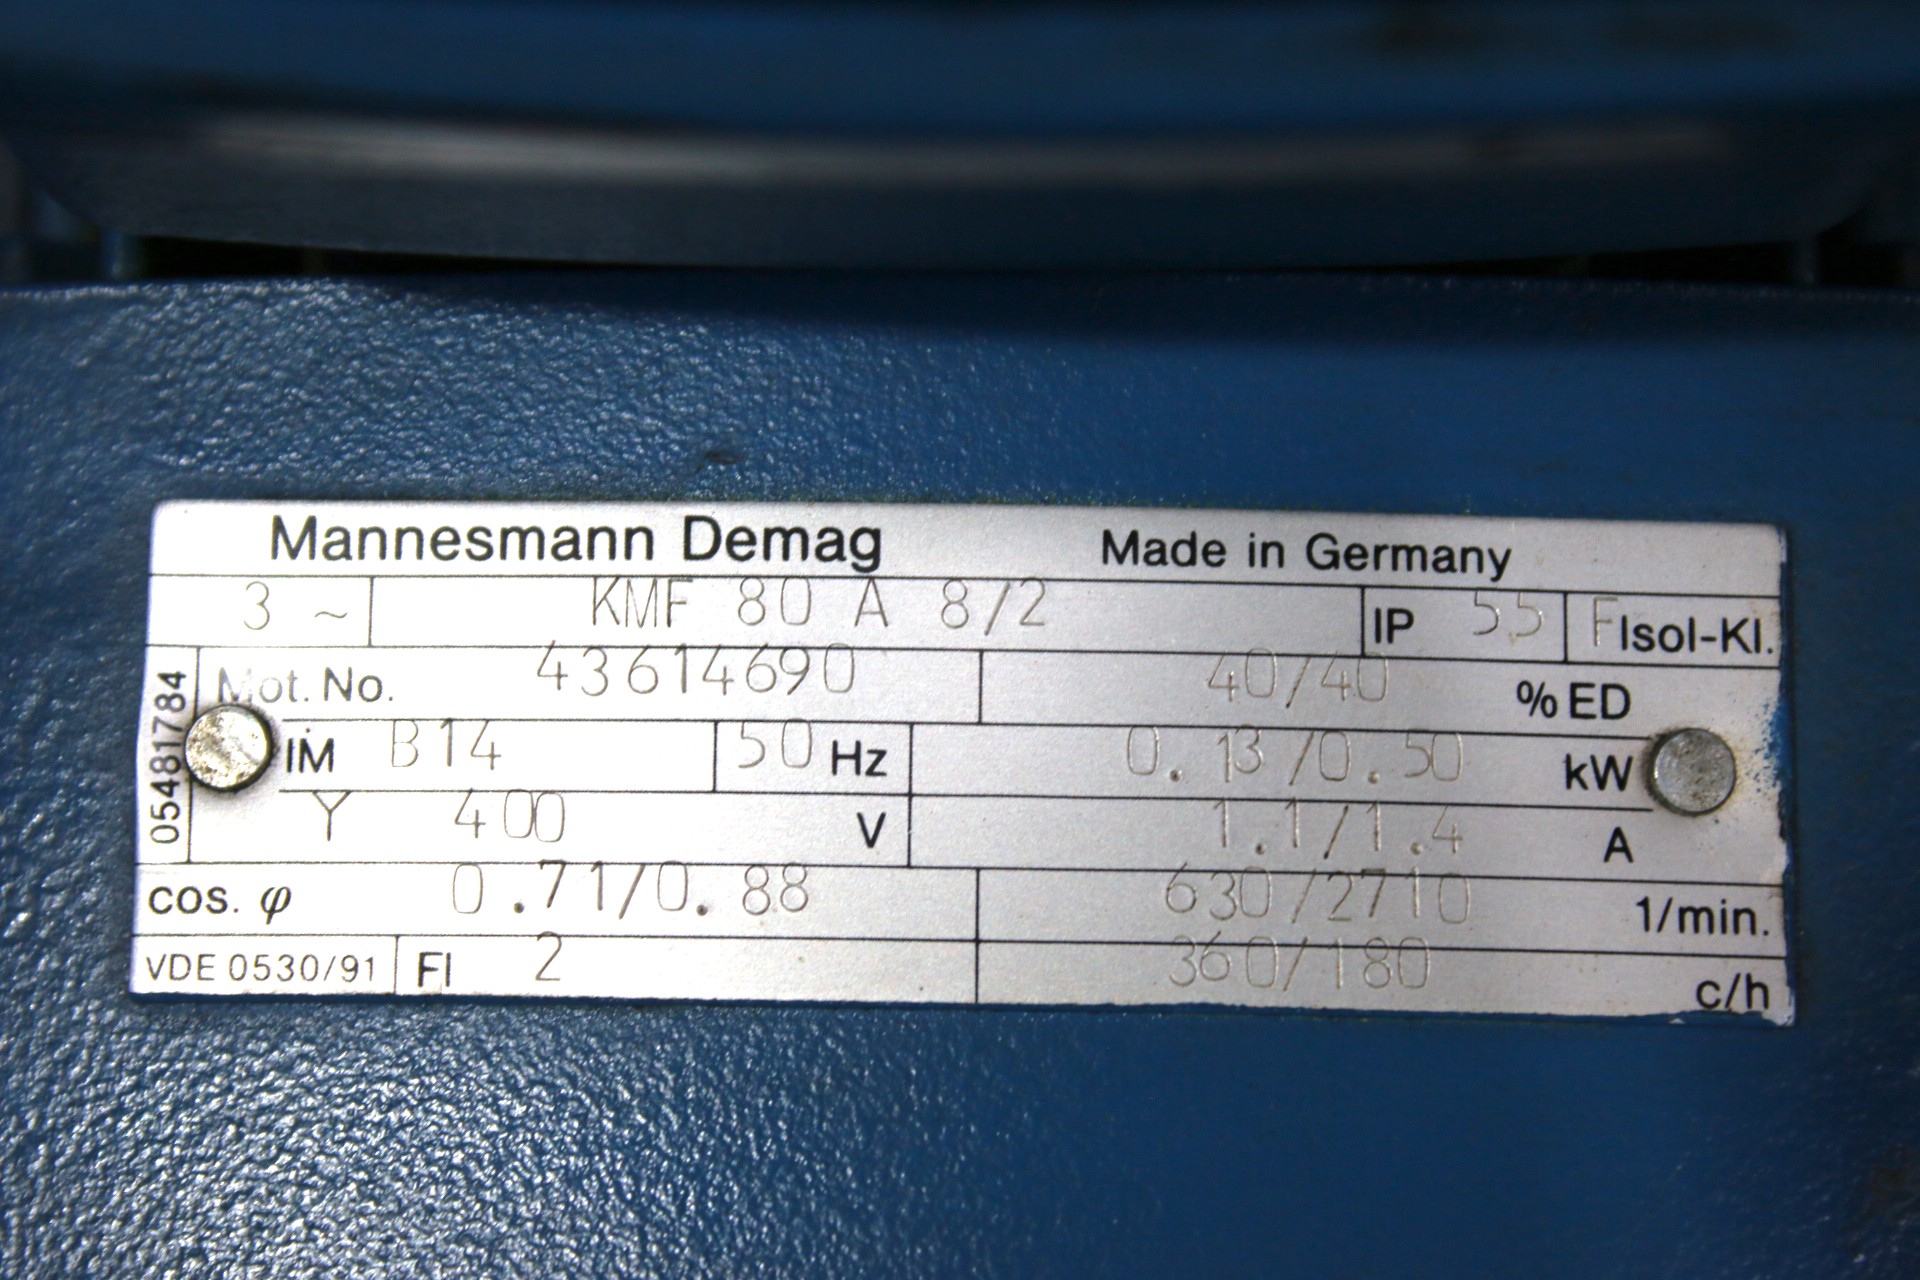 Mannesmann Demag Made in Germany
3 ~ KMF 80 A 8/2 IP 55 F Isol-Kl.
05481784
Mot. No. 43614690 40/40 % ED
IM B14 50 Hz 0.13/0.50 kW
Y 400 V 1.1/1.4 A
cos. φ 0.71/0.88 630/2710 1/min.
VDE 0530/91 FI 2 360/180 c/h